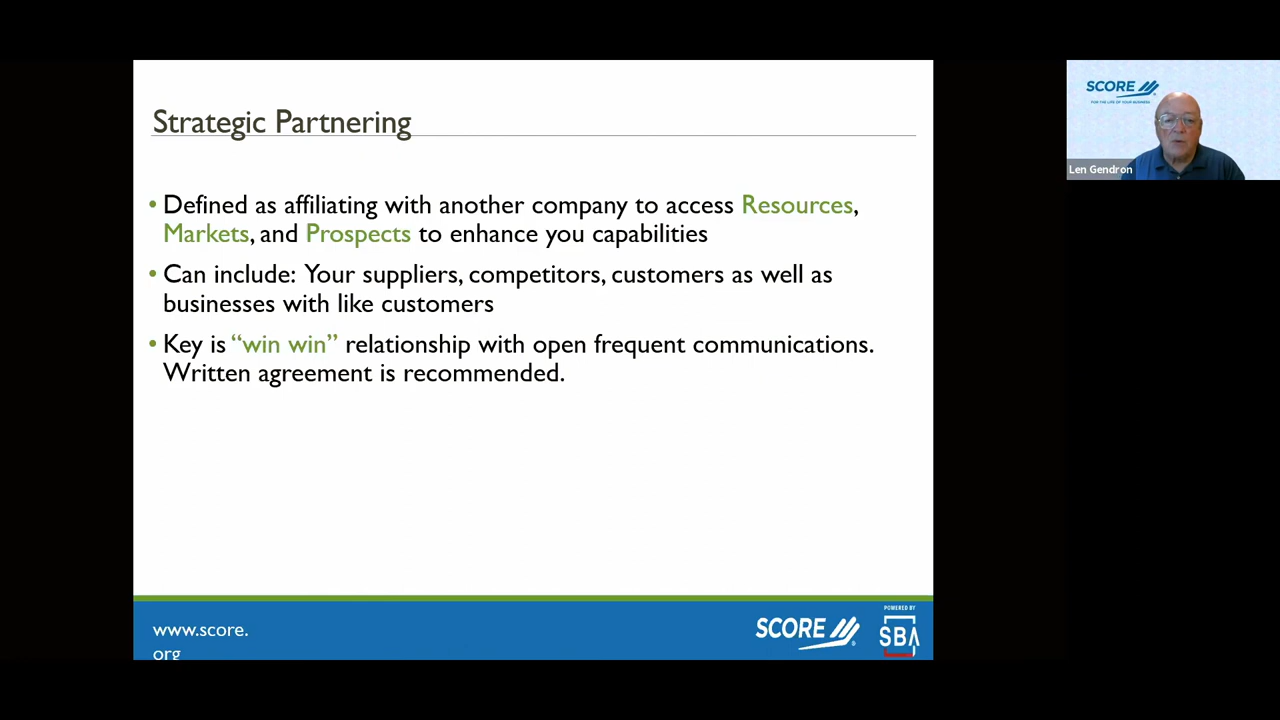 Strategic Partnering
• Defined as affiliating with another company to access Resources,
Markets, and Prospects to enhance you capabilities
• Can include: Your suppliers, competitors, customers as well as
businesses with like customers
• Key is “win win” relationship with open frequent communications.
Written agreement is recommended.
www.score.
org
SCORE
POWERED BY
SBA
SCORE
FOR THE LIFE OF YOUR BUSINESS
Len Gendron